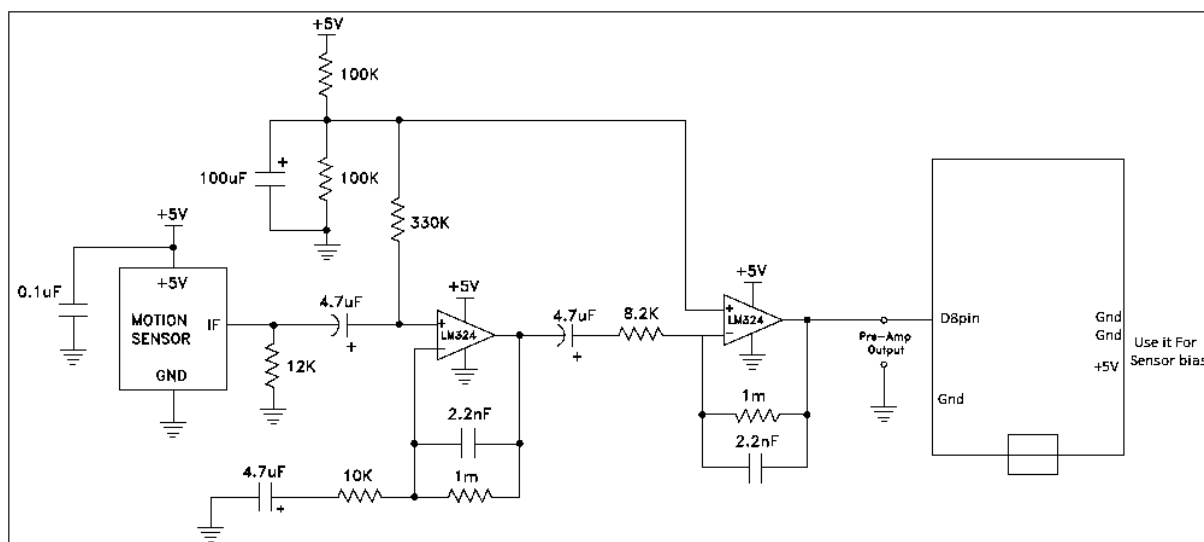 +5V
100K
100uF
+
100K
330K
+5V
0.1uF
+5V
MOTION
SENSOR
IF
GND
12K
4.7uF
+
+5V
+
LM324
-
4.7uF
+
8.2K
+5V
+
LM324
-
Pre-Amp
Output
D8pin
Gnd
Gnd
+5V
Gnd
Use it For
Sensor bias
2.2nF
1m
1m
2.2nF
4.7uF
+
10K